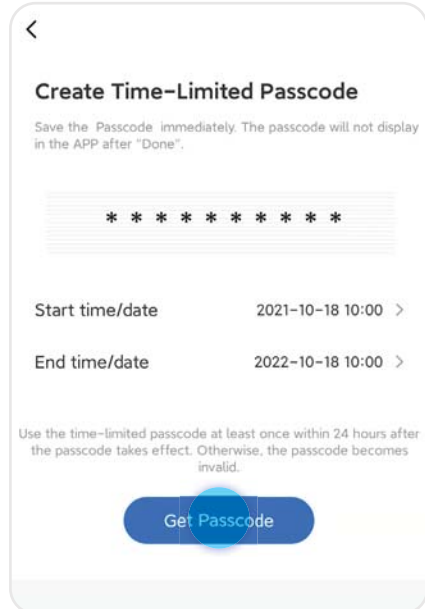 Create Time-Limited Passcode
Save the Passcode immediately. The passcode will not display
in the APP after "Done".
* * * * * * * * * *
Start time/date 2021-10-18 10:00 >
End time/date 2022-10-18 10:00 >
Use the time-limited passcode at least once within 24 hours after
the passcode takes effect. Otherwise, the passcode becomes
invalid.
Get Passcode